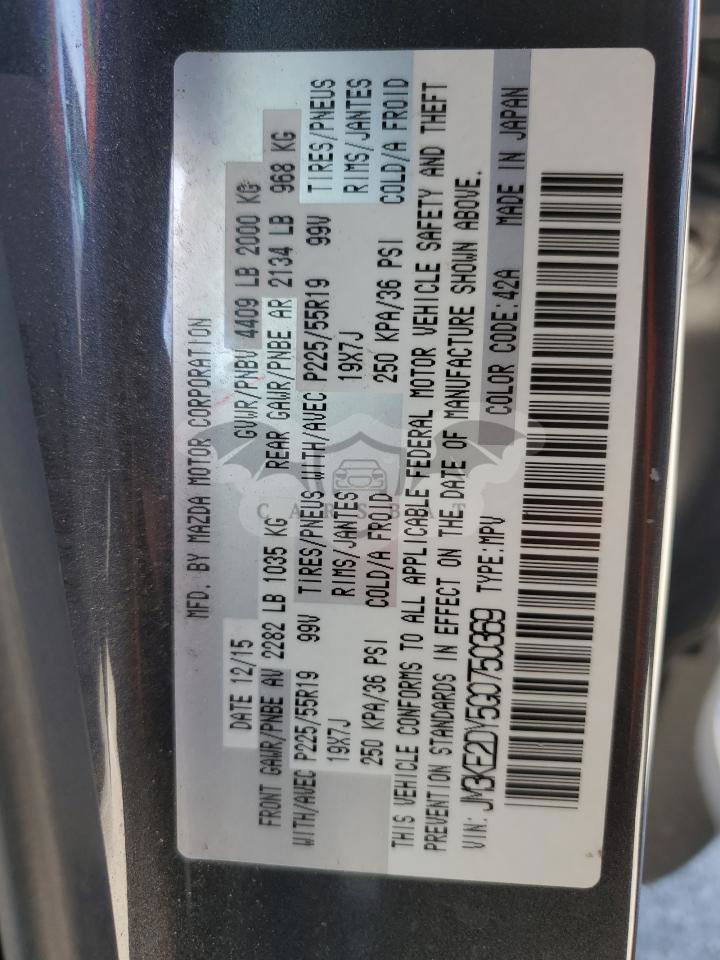 MFD. BY MAZDA MOTOR CORPORATION
DATE 12/15 GVWR/PNBV 4409 LB 2000 KG
FRONT GAWR/PNBE AV 2282 LB 1035 KG REAR GAWR/PNBE AR 2134 LB 968 KG
WITH/AVEC P225/55R19 99V TIRES/PNEUS WITH/AVEC P225/55R19 99V TIRES/PNEUS
19X7J RIMS/JANTES 19X7J RIMS/JANTES
250 KPA/36 PSI COLD/A FROID 250 KPA/36 PSI COLD/A FROID
THIS VEHICLE CONFORMS TO ALL APPLICABLE FEDERAL MOTOR VEHICLE SAFETY AND THEFT
PREVENTION STANDARDS IN EFFECT ON THE DATE OF MANUFACTURE SHOWN ABOVE.
VIN: JM3KE2DY5G0750369 TYPE:MPV COLOR CODE:42A MADE IN JAPAN
CARSBAT